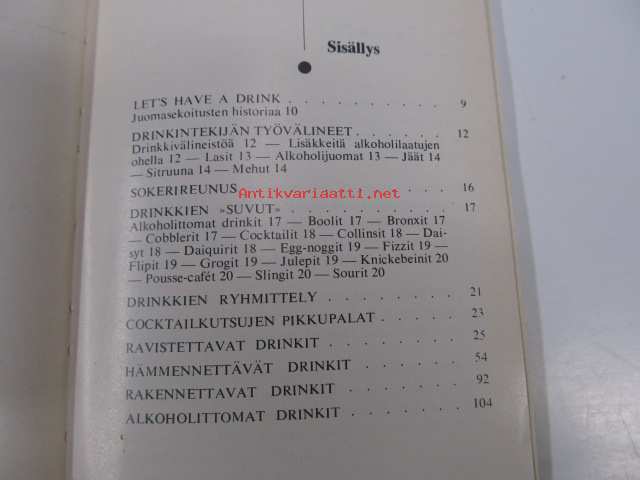 Sisällys
LET'S HAVE A DRINK . . . . . . . . . . 9
Juomasekoitusten historiaa 10
DRINKINTEKIJÄN TYÖVÄLINEET . . . . . . 12
Drinkkivälineistöä 12 — Lisäkkeitä alkoholilaatujen
ohella 12 — Lasit 13 — Alkoholijuomat 13 — Jäät 14
— Sitruuna 14 — Mehut 14
SOKERIREUNUS . . . . . . . . . . . 16
Antikvariaatti.net
DRINKKIEN »SUVUT» . . . . . . . . . 17
Alkoholittomat drinkit 17 — Boolit 17 — Bronxit 17
— Cobblerit 17 — Cocktailit 18 — Collinsit 18 — Dai-
syt 18 — Daiquirit 18 — Egg-noggit 19 — Fizzit 19 —
Flipit 19 — Grogit 19 — Julepit 19 — Knickebeinit 20
— Pousse-cafét 20 — Slingit 20 — Sourit 20
DRINKKIEN RYHMITTELY . . . . . . . 21
COCKTAILKUTSUJEN PIKKUPALAT . . . . . 23
RAVISTETTAVAT DRINKIT . . . . . . . 25
HÄMMENNETTÄVÄT DRINKIT . . . . . . 54
RAKENNETTAVAT DRINKIT . . . . . . . 92
ALKOHOLITTOMAT DRINKIT . . . . . . 104